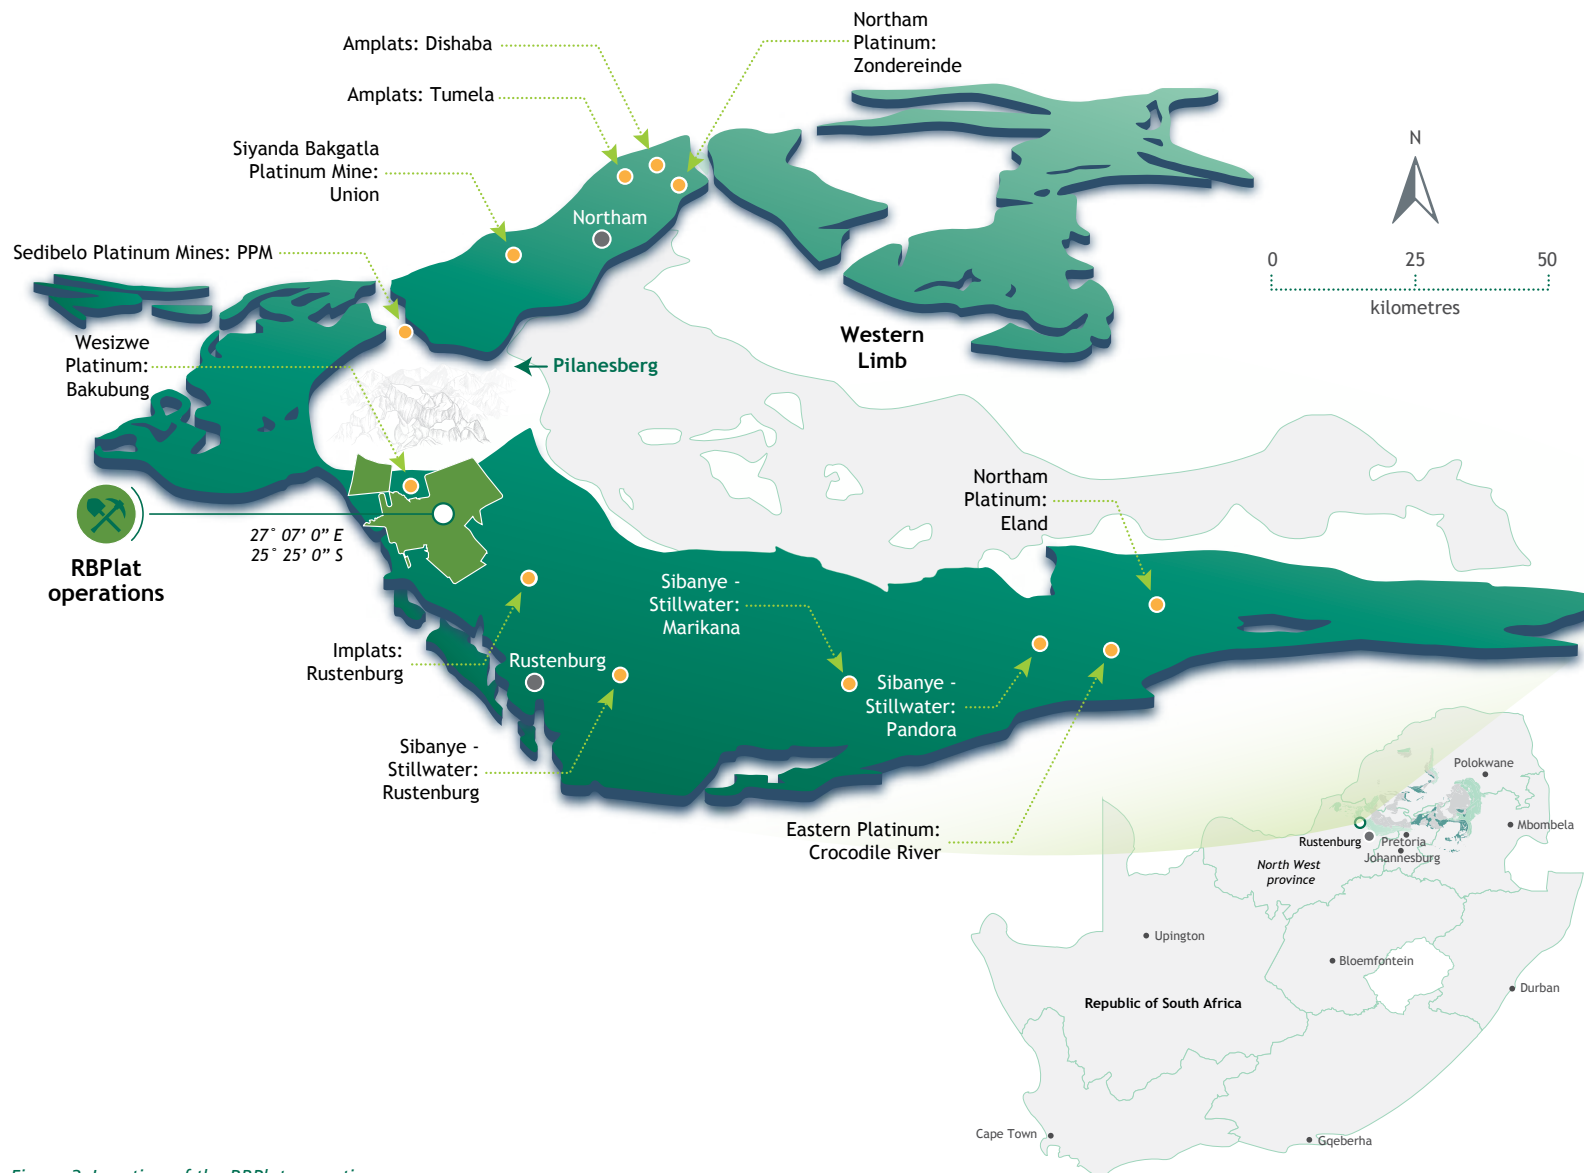 Amplats: Dishaba
Amplats: Tumela
Northam
Platinum:
Zondereinde
Siyanda Bakgatla
Platinum Mine:
Union
Northam
Sedibelo Platinum Mines: PPM
N
0 25 50
kilometres
Western
Limb
Wesizwe
Platinum:
Bakubung
Pilanesberg
Northam
Platinum:
Eland
27° 07’ 0” E
25° 25’ 0” S
RBPlat
operations
Sibanye -
Stillwater:
Marikana
Implats:
Rustenburg
Rustenburg
Sibanye -
Stillwater:
Pandora
Sibanye -
Stillwater:
Rustenburg
Eastern Platinum:
Crocodile River
Polokwane
Mbombela
Rustenburg
Pretoria
Johannesburg
North West
province
Upington
Bloemfontein
Durban
Republic of South Africa
Cape Town
Gqeberha